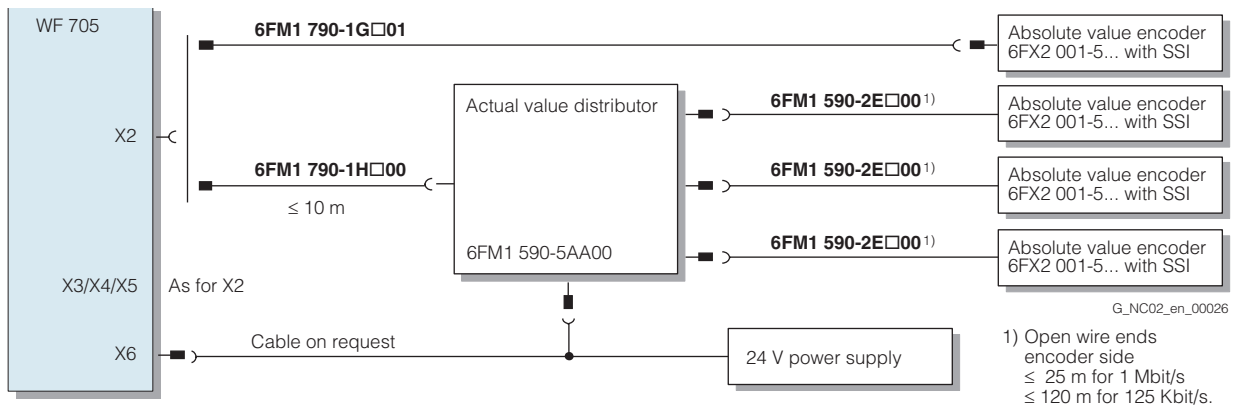 WF 705
6FM1 790-1G□01
Absolute value encoder
6FX2 001-5... with SSI
Actual value distributor
6FM1 590-2E□00 1)
Absolute value encoder
6FX2 001-5... with SSI
X2
6FM1 790-1H□00
≤ 10 m
6FM1 590-2E□00 1)
Absolute value encoder
6FX2 001-5... with SSI
6FM1 590-2E□00 1)
Absolute value encoder
6FX2 001-5... with SSI
6FM1 590-5AA00
X3/X4/X5
As for X2
G_NC02_en_00026
X6
Cable on request
24 V power supply
1) Open wire ends
encoder side
≤ 25 m for 1 Mbit/s
≤ 120 m for 125 Kbit/s.